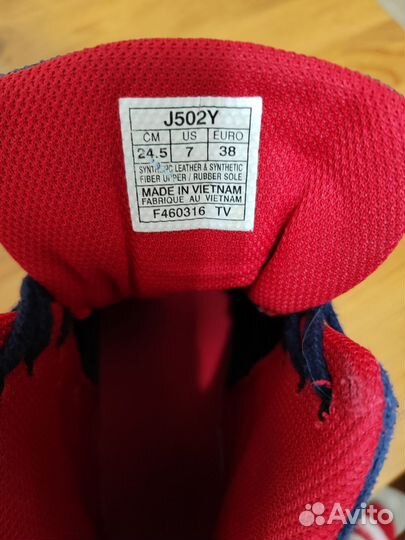 J502Y
CM US EURO
24.5 7 38
SYNTHETIC LEATHER & SYNTHETIC
FIBER UPPER / RUBBER SOLE
MADE IN VIETNAM
FABRIQUE AU VIETNAM
F460316 TV
Avito